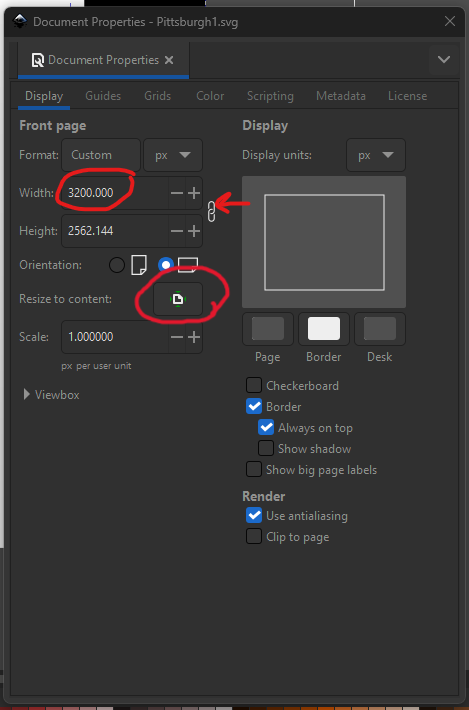 Document Properties - Pittsburgh1.svg
Document Properties
Display Guides Grids Color Scripting Metadata License
Front page
Format: Custom px
Width: 3200.000
Height: 2562.144
Orientation:
Resize to content:
Scale: 1.000000
px per user unit
Viewbox
Display
Display units: px
Page Border Desk
Checkerboard
Border
Always on top
Show shadow
Show big page labels
Render
Use antialiasing
Clip to page